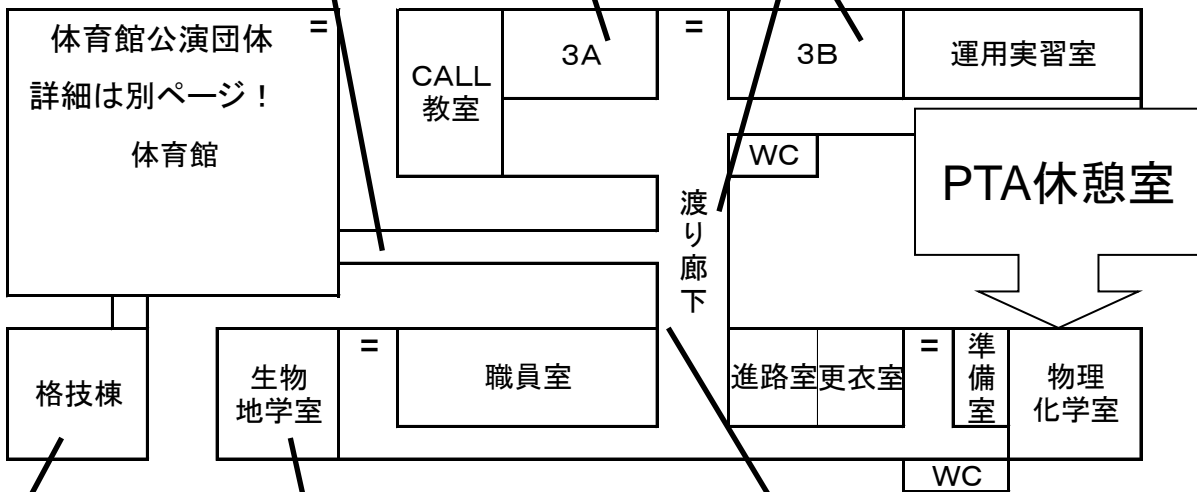 体育館公演団体
詳細は別ページ！
体育館
=
CALL
教室
3A
=
3B
運用実習室
WC
PTA休憩室
渡り廊下
格技棟
生物
地学室
=
職員室
進路室
更衣室
=
準備室
物理
化学室
WC